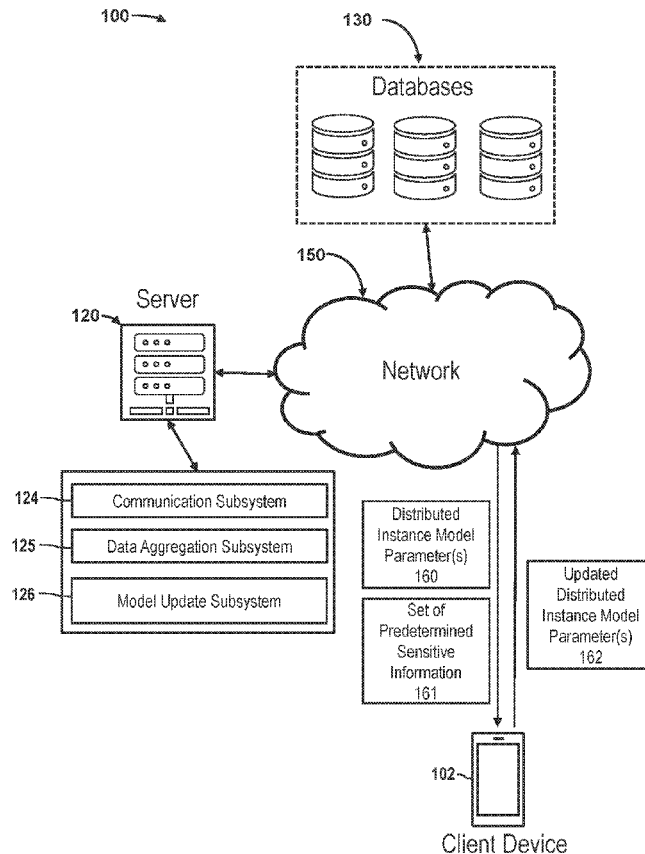 100
130
Databases
150
Server
120
Network
124
Communication Subsystem
125
Data Aggregation Subsystem
126
Model Update Subsystem
Distributed
Instance Model
Parameter(s)
160
Set of
Predetermined
Sensitive
Information
161
Updated
Distributed
Instance Model
Parameter(s)
162
102
Client Device